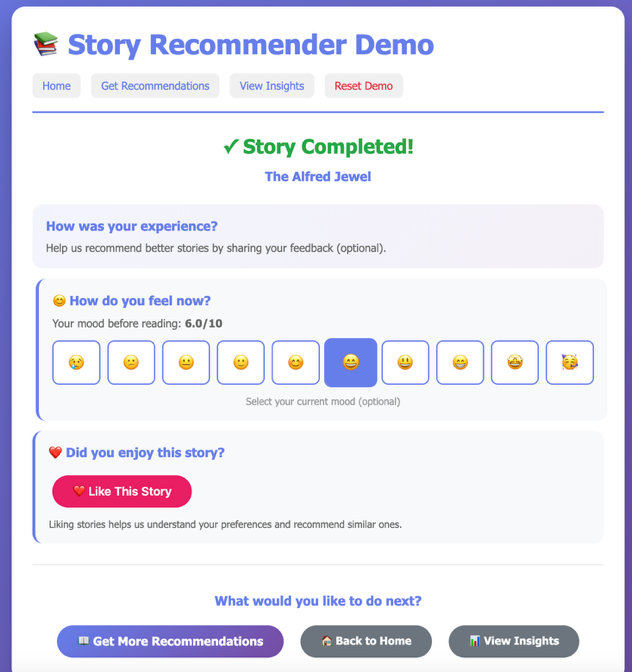 📚 Story Recommender Demo
Home Get Recommendations View Insights Reset Demo
✓ Story Completed!
The Alfred Jewel
How was your experience?
Help us recommend better stories by sharing your feedback (optional).
😊 How do you feel now?
Your mood before reading: 6.0/10
😢 😕 😐 🙂 😊 😄 😃 😁 🤩 🥳
Select your current mood (optional)
❤️ Did you enjoy this story?
❤️ Like This Story
Liking stories helps us understand your preferences and recommend similar ones.
What would you like to do next?
📖 Get More Recommendations 🏠 Back to Home 📊 View Insights